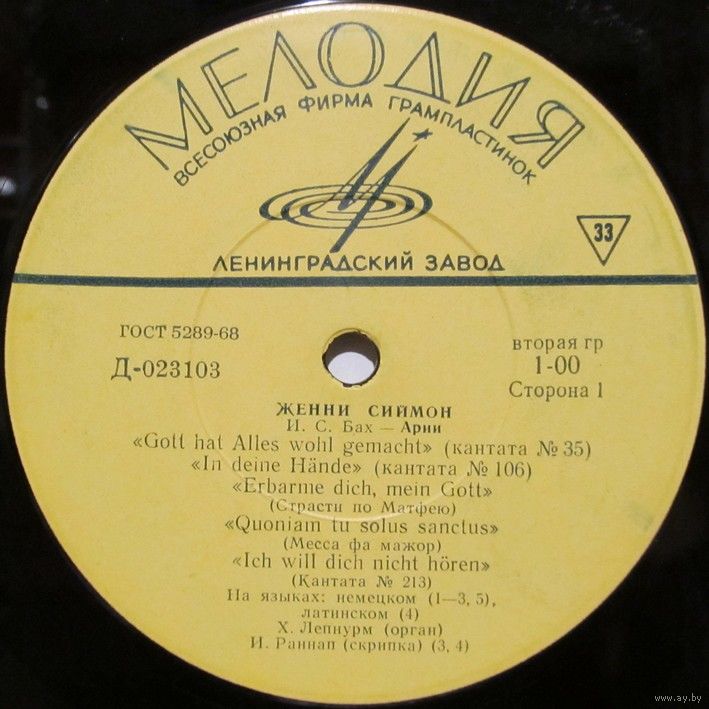 МЕЛОДИЯ
ВСЕСОЮЗНАЯ ФИРМА ГРАМПЛАСТИНОК
33
ЛЕНИНГРАДСКИЙ ЗАВОД
ГОСТ 5289-68
вторая гр
Д-023103
1-00
Сторона 1
ЖЕННИ СИЙМОН
И. С. Бах — Арии
«Gott hat Alles wohl gemacht» (кантата № 35)
«In deine Hände» (кантата № 106)
«Erbarme dich, mein Gott»
(Страсти по Матфею)
«Quoniam tu solus sanctus»
(Месса фа мажор)
«Ich will dich nicht hören»
(Кантата № 213)
На языках: немецком (1—3, 5),
латинском (4)
Х. Лепнурм (орган)
И. Раннап (скрипка) (3, 4)
www.ay.by